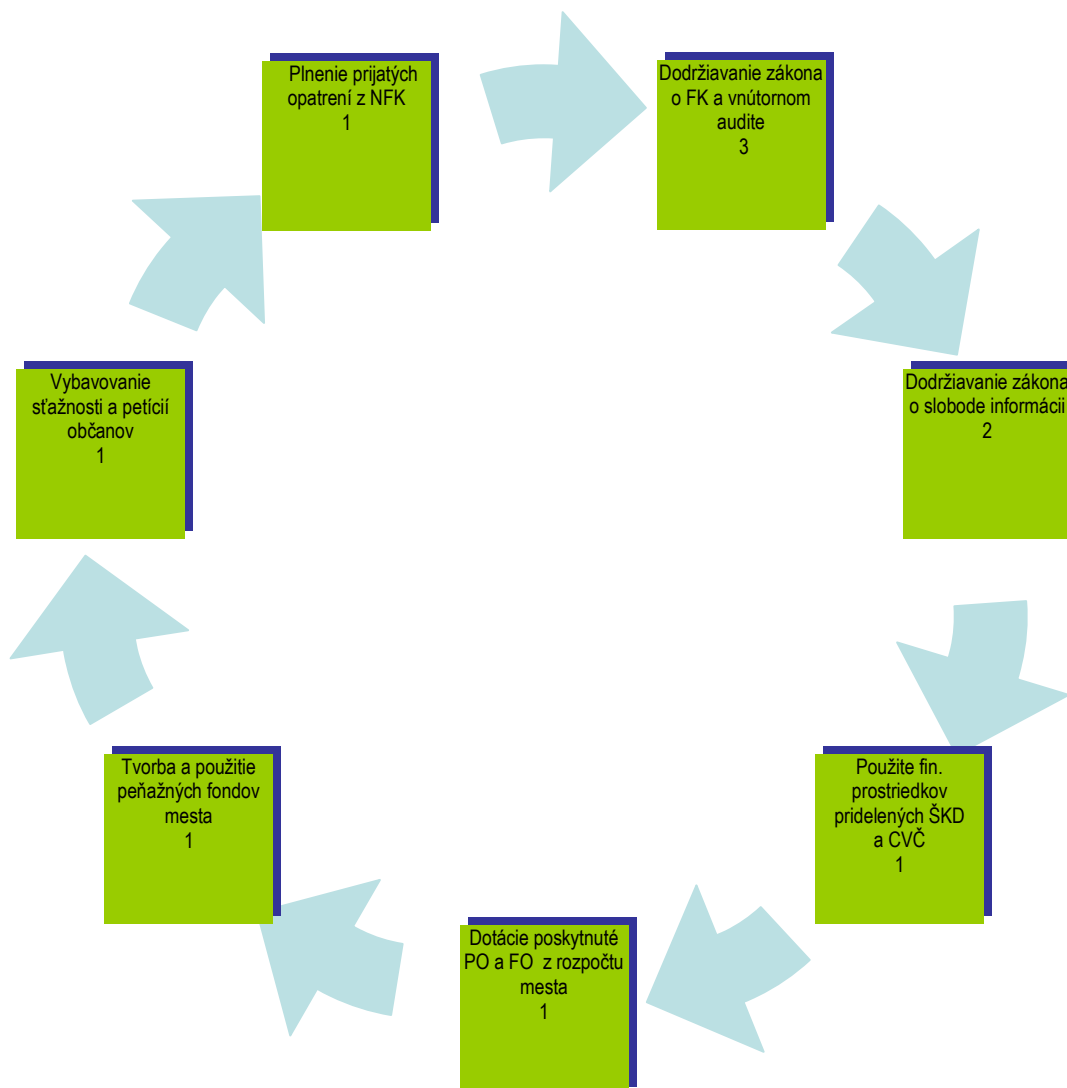 Plnenie prijatých
opatrení z NFK
1
Dodržiavanie zákona
o FK a vnútornom
audite
3
Dodržiavanie zákona
o slobode informácii
2
Použite fin.
prostriedkov
pridelených ŠKD
a CVČ
1
Dotácie poskytnuté
PO a FO z rozpočtu
mesta
1
Tvorba a použitie
peňažných fondov
mesta
1
Vybavovanie
sťažnosti a petícií
občanov
1